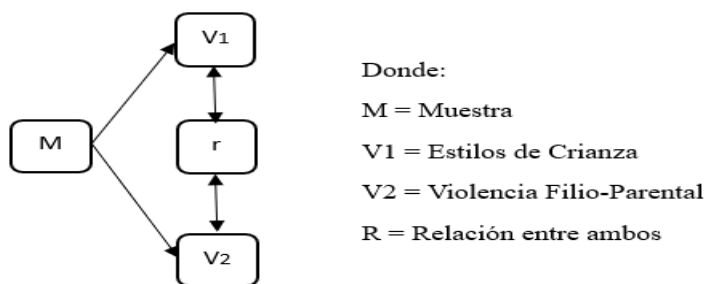 V1
M
r
V2
Donde:
M = Muestra
V1 = Estilos de Crianza
V2 = Violencia Filio-Parental
R = Relación entre ambos